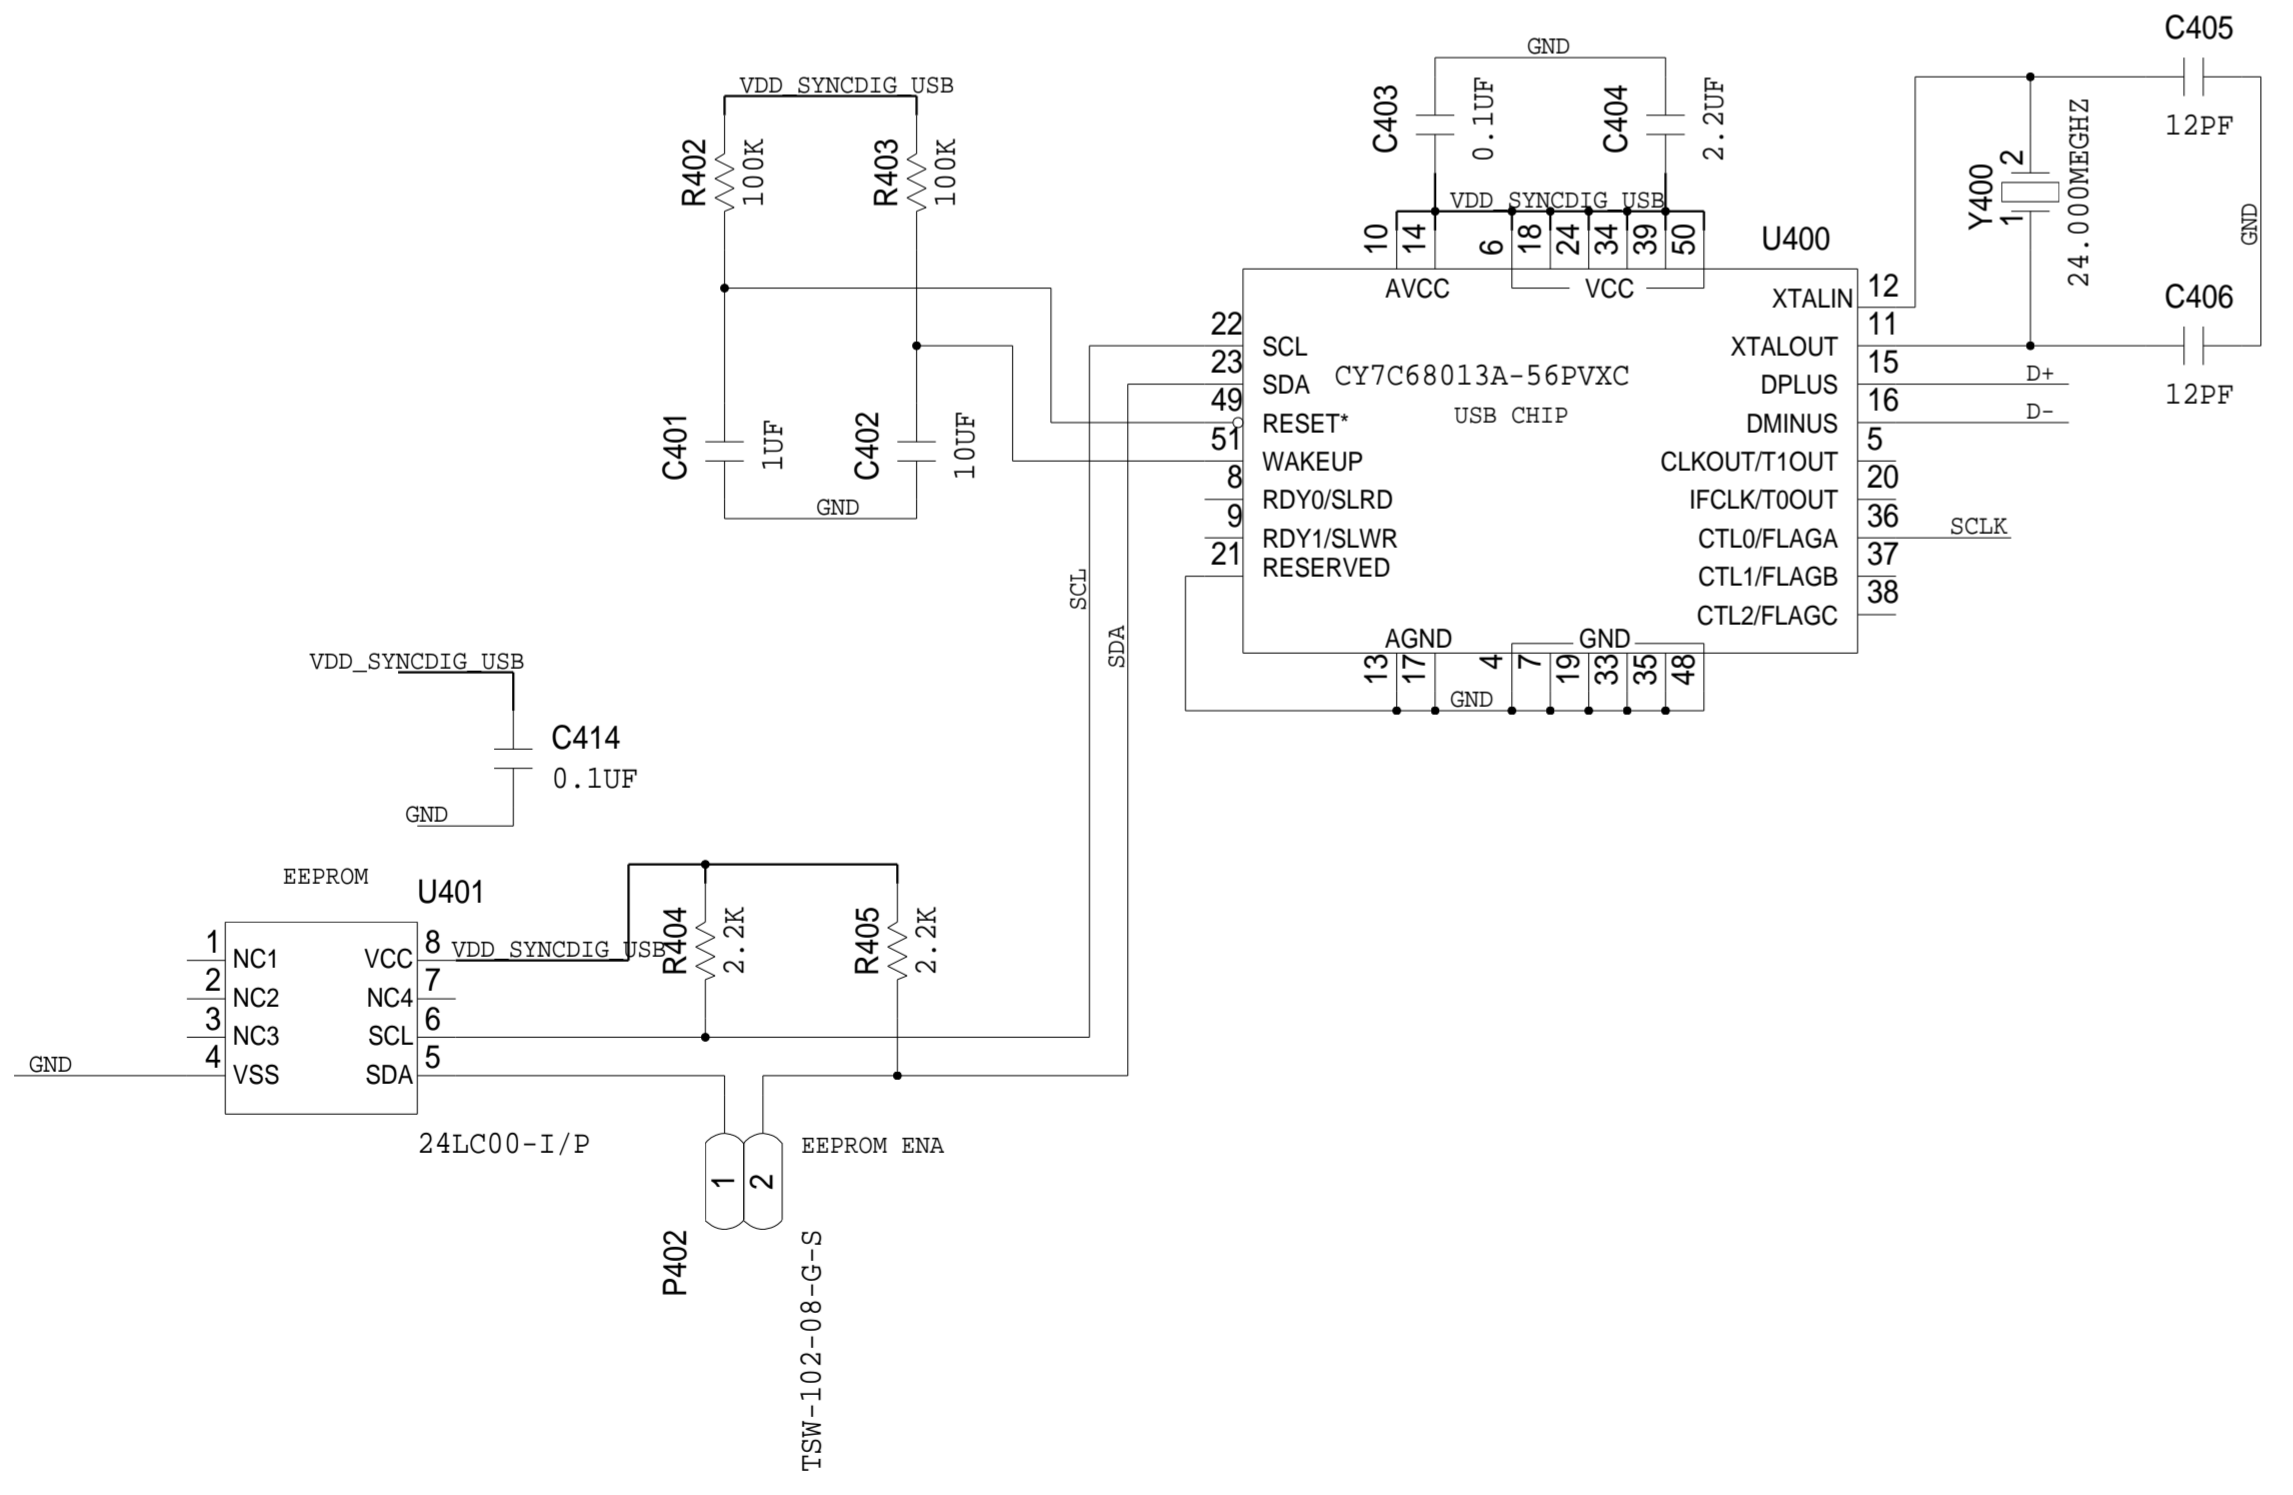 C405
GND
VDD_SYNCDIG_USB
C403
0.1UF
C404
2.2UF
12PF
R402
100K
R403
100K
Y400
1
2
24.000MEGHZ
GND
VDD_SYNCDIG_USB
10
14
6
18
24
34
39
50
U400
AVCC
VCC
XTALIN
12
C406
22
SCL
XTALOUT
11
23
SDA
CY7C68013A-56PVXC
DPLUS
15
D+
12PF
49
RESET*
USB CHIP
DMINUS
16
D-
C401
1UF
C402
10UF
51
WAKEUP
CLKOUT/T1OUT
5
8
RDY0/SLRD
IFCLK/T0OUT
20
GND
9
RDY1/SLWR
CTL0/FLAGA
36
SCLK
21
RESERVED
CTL1/FLAGB
37
CTL2/FLAGC
38
SCL
SDA
AGND
GND
13
17
4
7
19
33
35
48
GND
VDD_SYNCDIG_USB
C414
0.1UF
GND
EEPROM
U401
R404
2.2K
R405
2.2K
1
NC1
VCC
8
VDD_SYNCDIG_USB
2
NC2
NC4
7
3
NC3
SCL
6
GND
4
VSS
SDA
5
24LC00-I/P
EEPROM ENA
1
2
P402
TSW-102-08-G-S